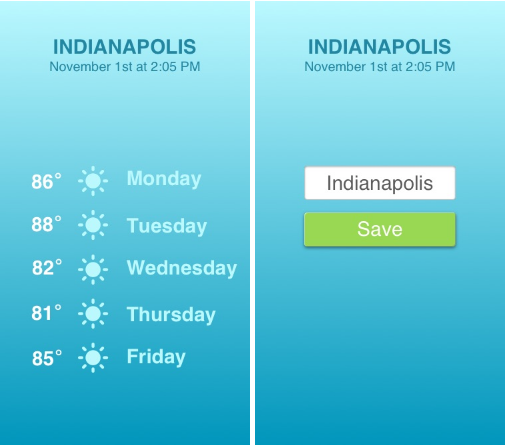 INDIANAPOLIS
November 1st at 2:05 PM
86° Monday
88° Tuesday
82° Wednesday
81° Thursday
85° Friday
INDIANAPOLIS
November 1st at 2:05 PM
Indianapolis
Save